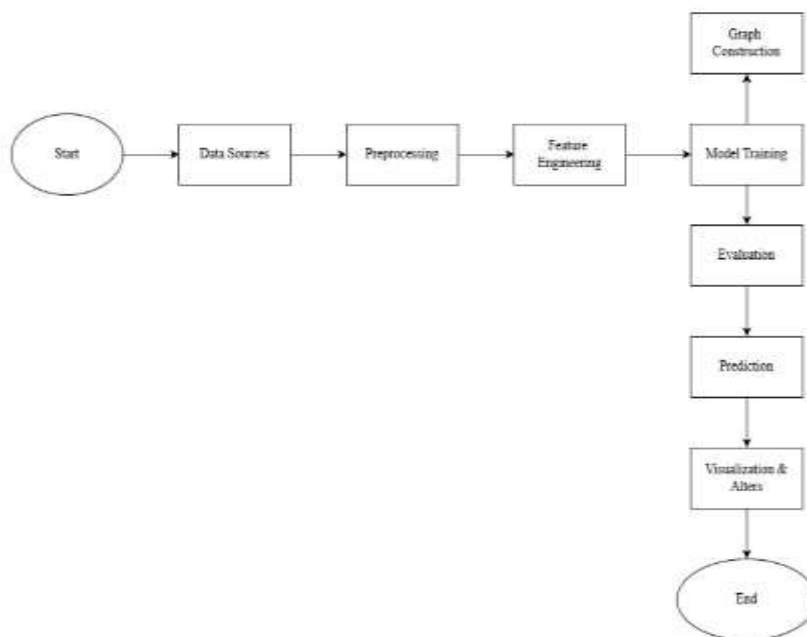 Graph
Construction
Start
Data Sources
Preprocessing
Feature
Engineering
Model Training
Evaluation
Prediction
Visualization &
Alters
End